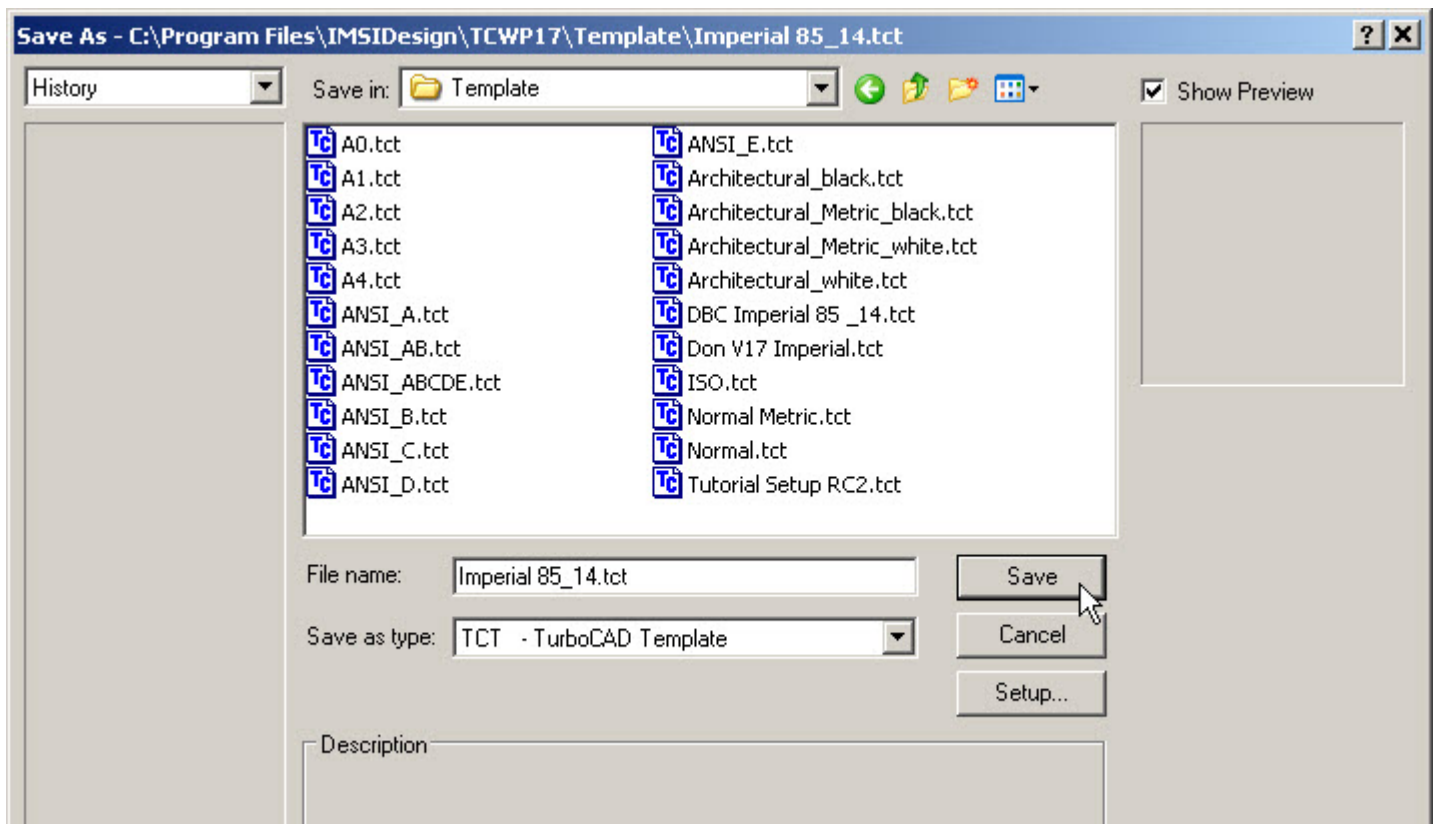 Save As - C:\Program Files\IMSIDesign\TCWP17\Template\Imperial 85_14.tct
History
Save in: Template
Show Preview
A0.tct
A1.tct
A2.tct
A3.tct
A4.tct
ANSI_A.tct
ANSI_AB.tct
ANSI_ABCDE.tct
ANSI_B.tct
ANSI_C.tct
ANSI_D.tct
ANSI_E.tct
Architectural_black.tct
Architectural_Metric_black.tct
Architectural_Metric_white.tct
Architectural_white.tct
DBC Imperial 85 _14.tct
Don V17 Imperial.tct
ISO.tct
Normal Metric.tct
Normal.tct
Tutorial Setup RC2.tct
File name: Imperial 85_14.tct
Save
Save as type: TCT - TurboCAD Template
Cancel
Setup...
Description